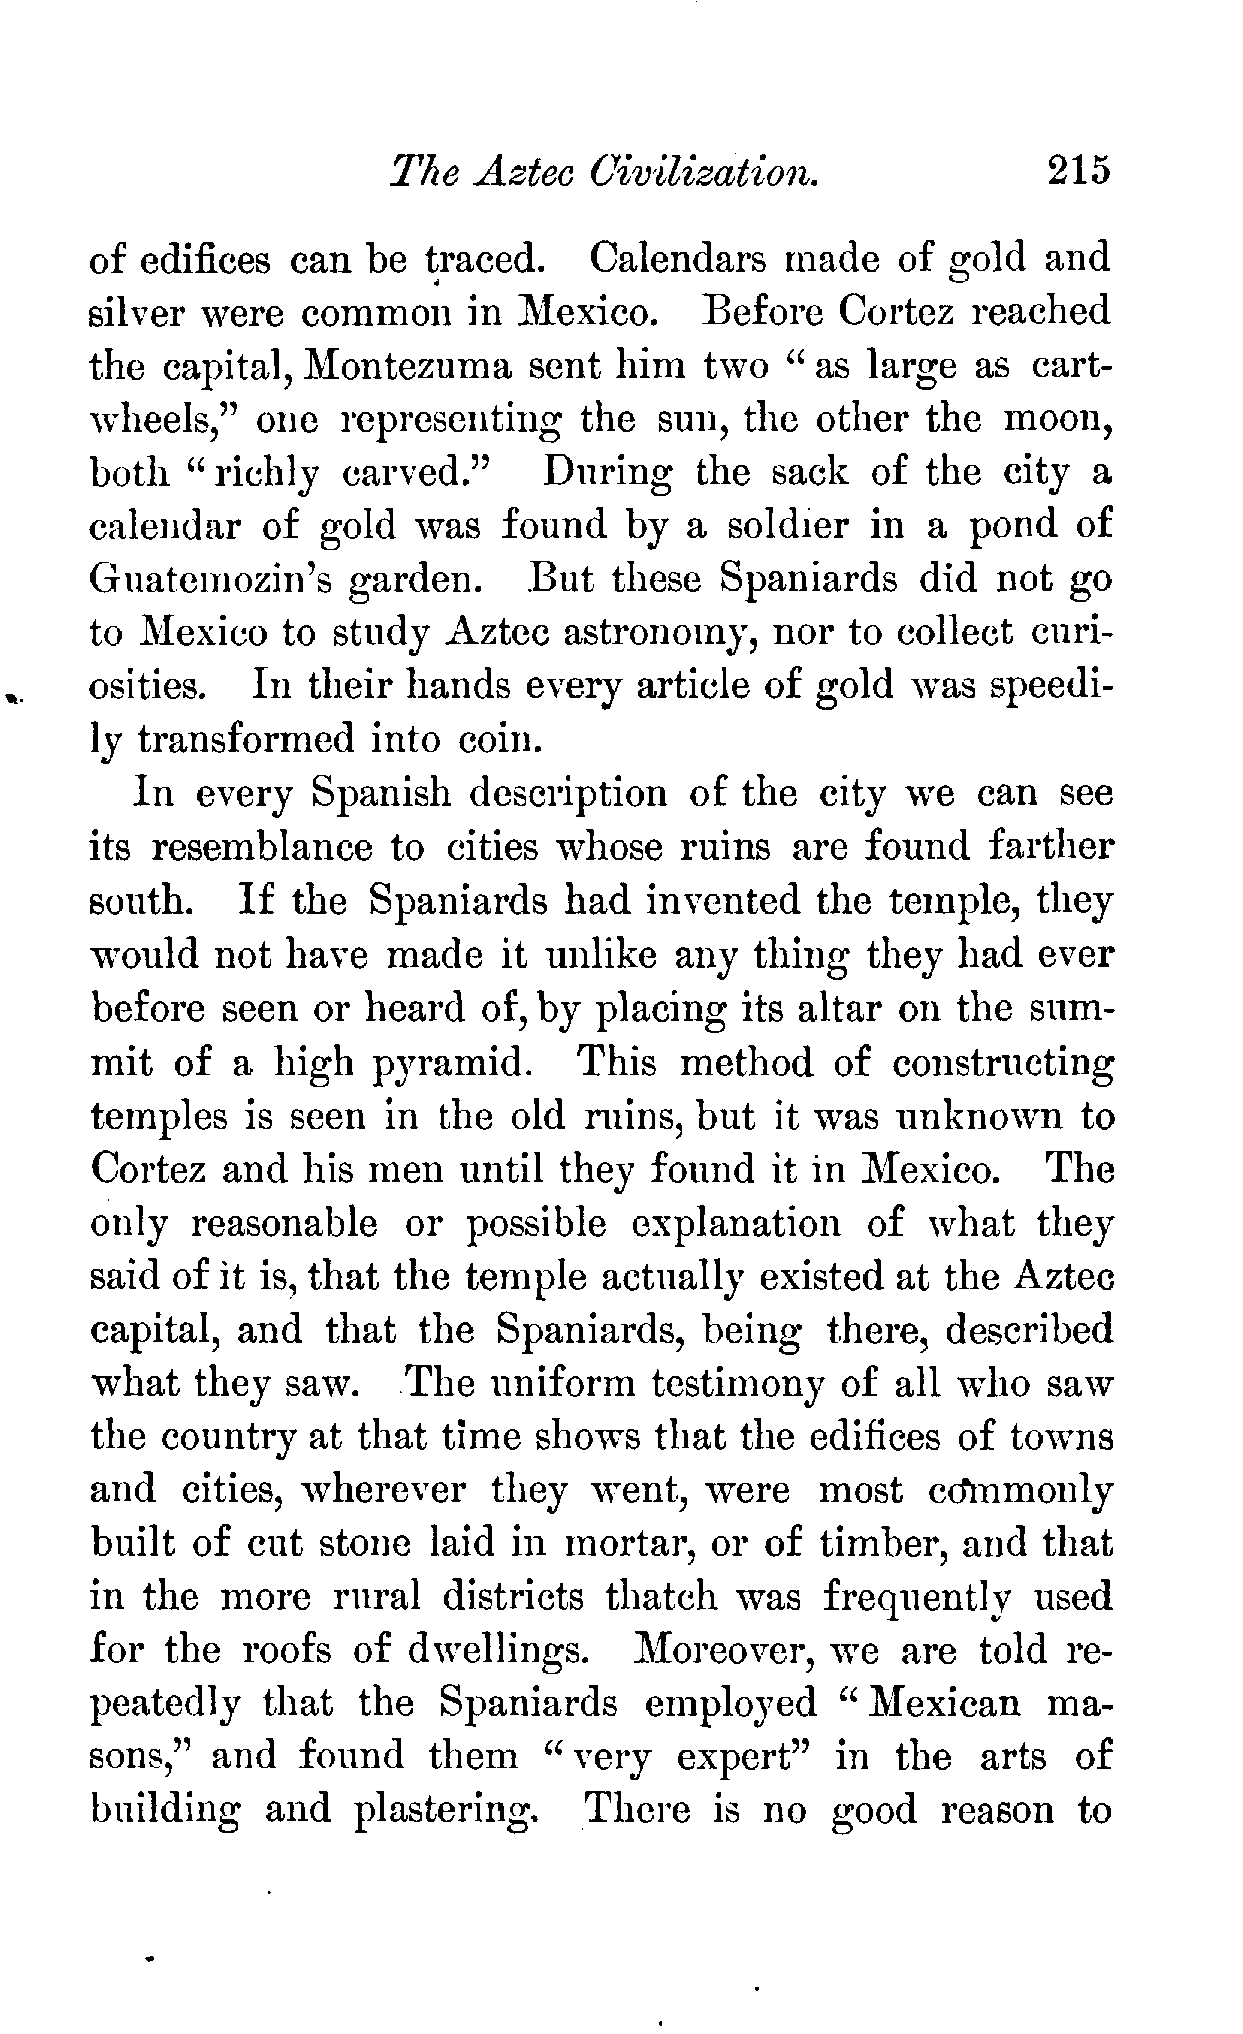 The Aztec Civilization. 215
of edifices can be traced. Calendars made of gold and
silver were common in Mexico. Before Cortez reached
the capital, Montezuma sent him two “ as large as cart-
wheels,” one representing the sun, the other the moon,
both “ richly carved.” During the sack of the city a
calendar of gold was found by a soldier in a pond of
Guatemozin’s garden. But these Spaniards did not go
to Mexico to study Aztec astronomy, nor to collect curi-
osities. In their hands every article of gold was speedi-
ly transformed into coin.
In every Spanish description of the city we can see
its resemblance to cities whose ruins are found farther
south. If the Spaniards had invented the temple, they
would not have made it unlike any thing they had ever
before seen or heard of, by placing its altar on the sum-
mit of a high pyramid. This method of constructing
temples is seen in the old ruins, but it was unknown to
Cortez and his men until they found it in Mexico. The
only reasonable or possible explanation of what they
said of it is, that the temple actually existed at the Aztec
capital, and that the Spaniards, being there, described
what they saw. The uniform testimony of all who saw
the country at that time shows that the edifices of towns
and cities, wherever they went, were most commonly
built of cut stone laid in mortar, or of timber, and that
in the more rural districts thatch was frequently used
for the roofs of dwellings. Moreover, we are told re-
peatedly that the Spaniards employed “ Mexican ma-
sons,” and found them “ very expert” in the arts of
building and plastering. There is no good reason to